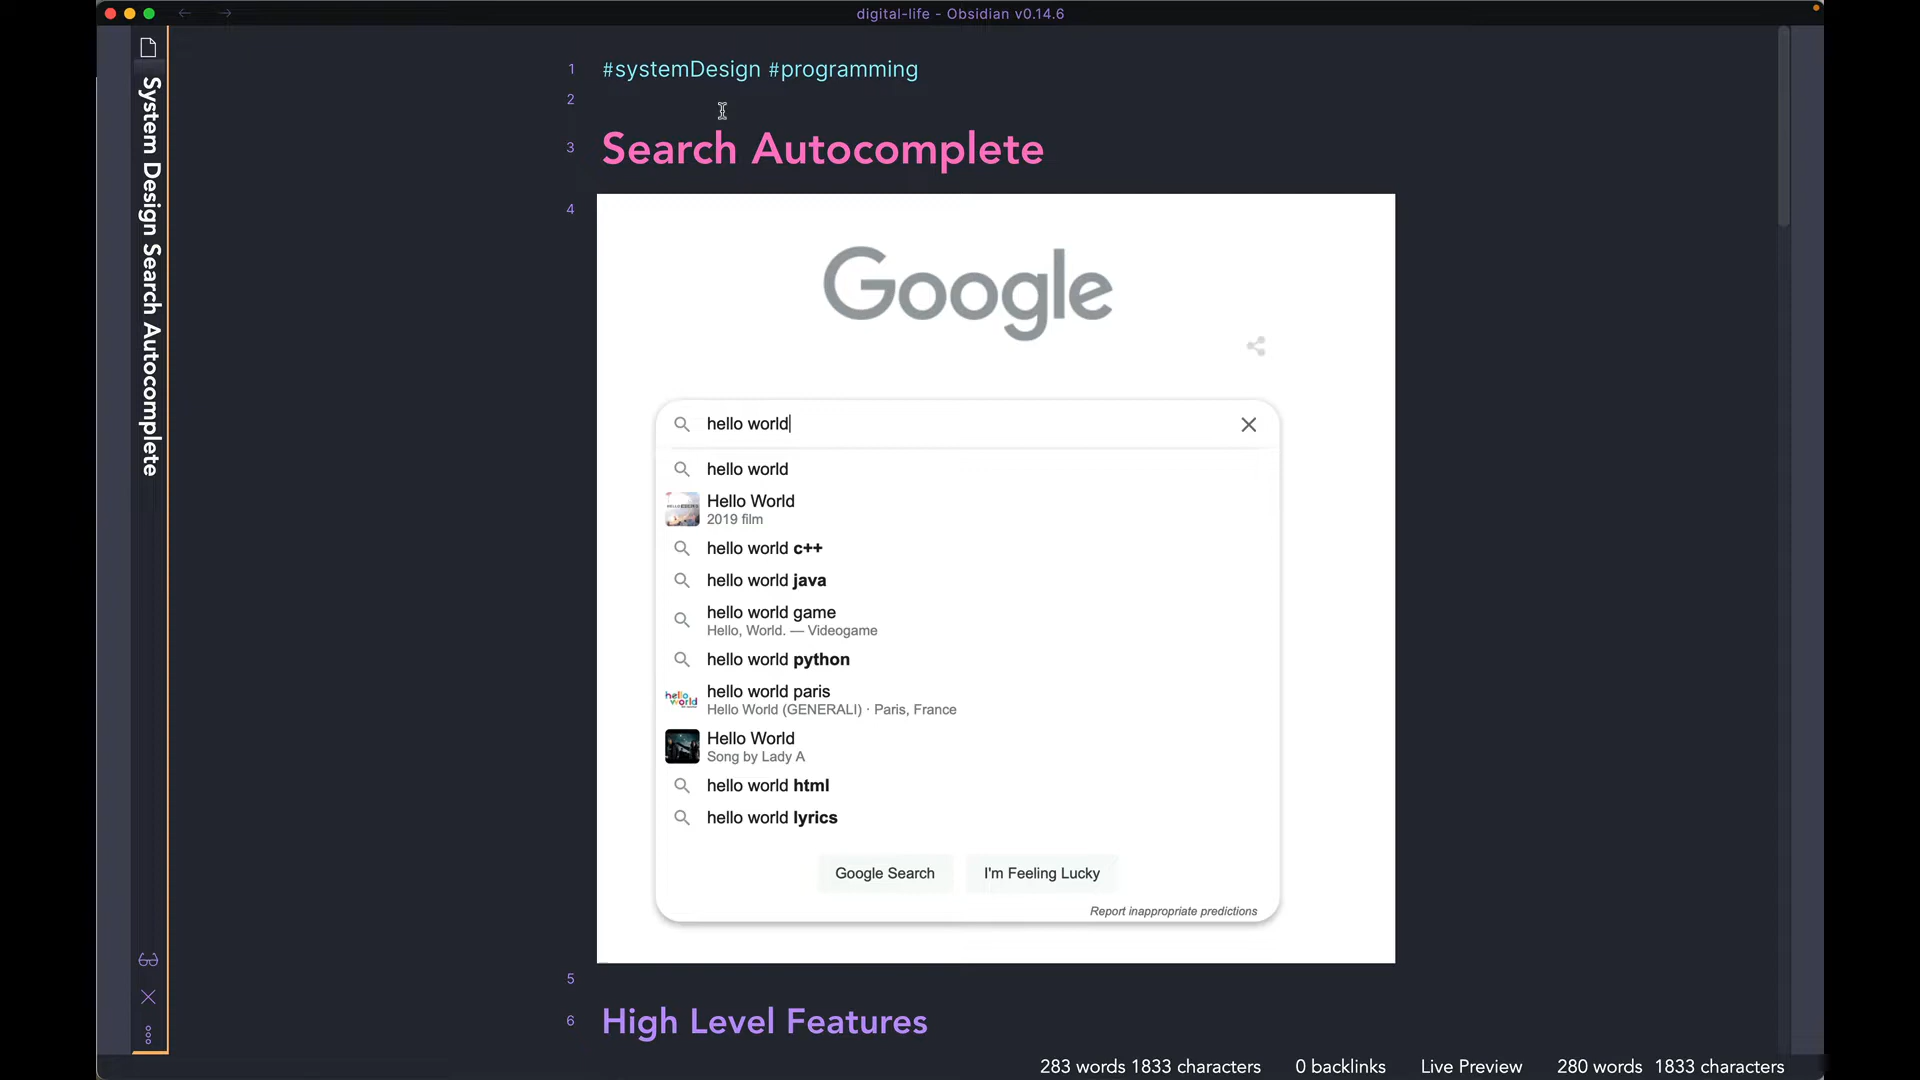 digital-life - Obsidian v0.14.6
System Design Search Autocomplete
1 #systemDesign #programming
2
3 Search Autocomplete
4
Google
hello world
hello world
Hello World
2019 film
hello world c++
hello world java
hello world game
Hello, World. — Videogame
hello world python
hello world paris
Hello World (GENERALI) · Paris, France
Hello World
Song by Lady A
hello world html
hello world lyrics
Google Search I'm Feeling Lucky
Report inappropriate predictions
5
6 High Level Features
283 words 1833 characters 0 backlinks Live Preview 280 words 1833 characters